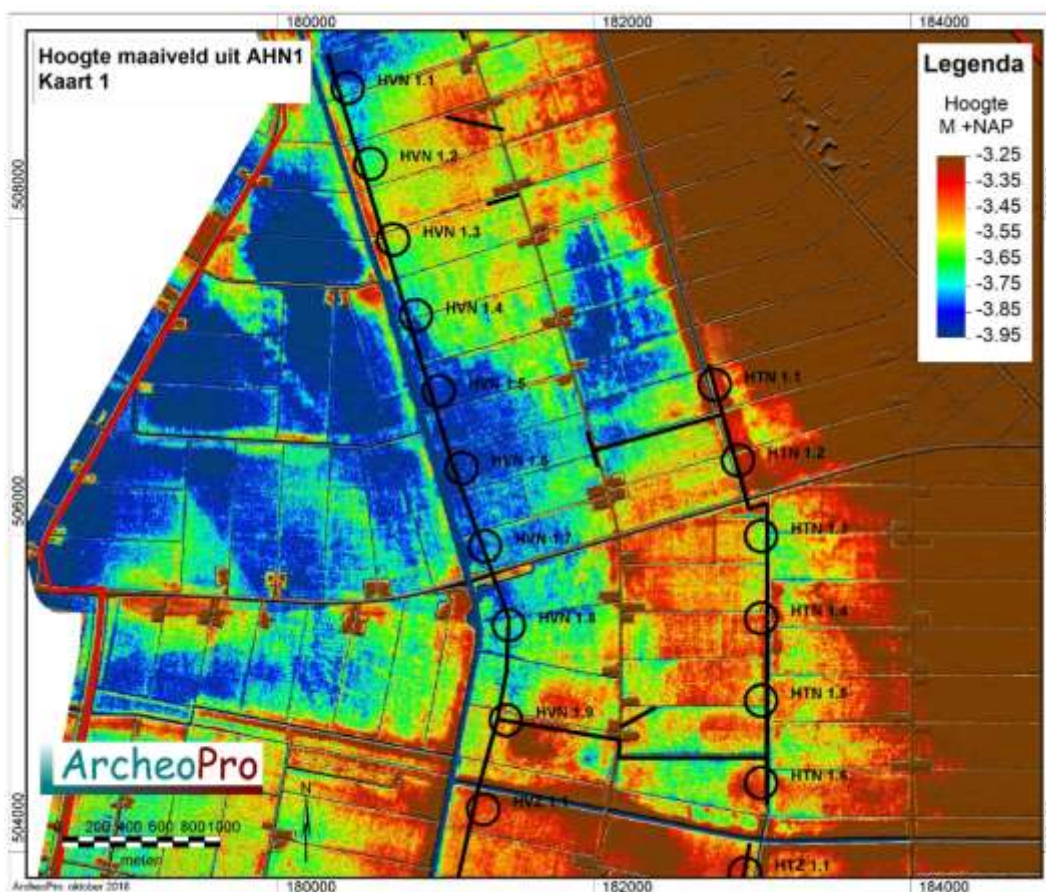 180000 182000 184000
Hoogte maaiveld uit AHN1
Kaart 1
Legenda
Hoogte
M +NAP
-3.25
-3.35
-3.45
-3.55
-3.65
-3.75
-3.85
-3.95
HVN 1.1
HVN 1.2
HVN 1.3
HVN 1.4
HVN 1.5
HVN 1.6
HVN 1.7
HVN 1.8
HVN 1.9
HVZ 1.1
HTN 1.1
HTN 1.2
HTN 1.3
HTN 1.4
HTN 1.5
HTN 1.6
HTZ 1.1
508000
506000
504000
ArcheoPro
N
0 200 400 600 800 1000
meter
ArcheoPro oktober 2018
180000 182000 184000